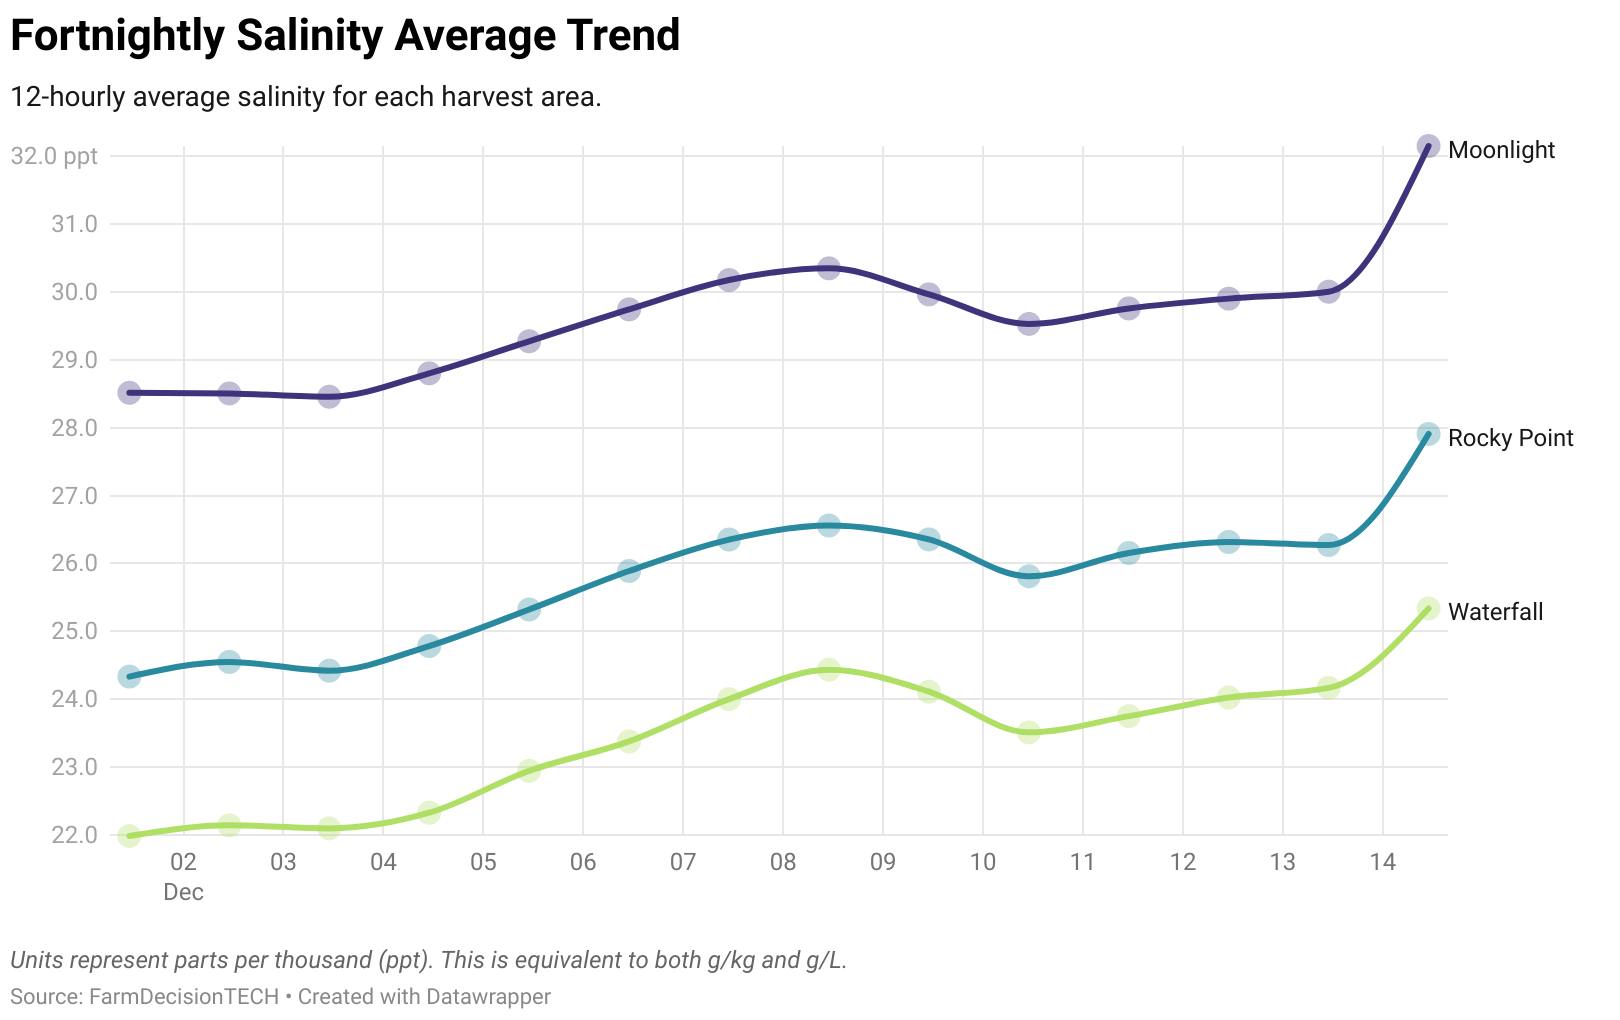 Fortnightly Salinity Average Trend
12-hourly average salinity for each harvest area.
32.0 ppt
Moonlight
31.0
30.0
29.0
28.0
Rocky Point
27.0
26.0
25.0
Waterfall
24.0
23.0
22.0
02 03 04 05 06 07 08 09 10 11 12 13 14
Dec
Units represent parts per thousand (ppt). This is equivalent to both g/kg and g/L.
Source: FarmDecisionTECH • Created with Datawrapper